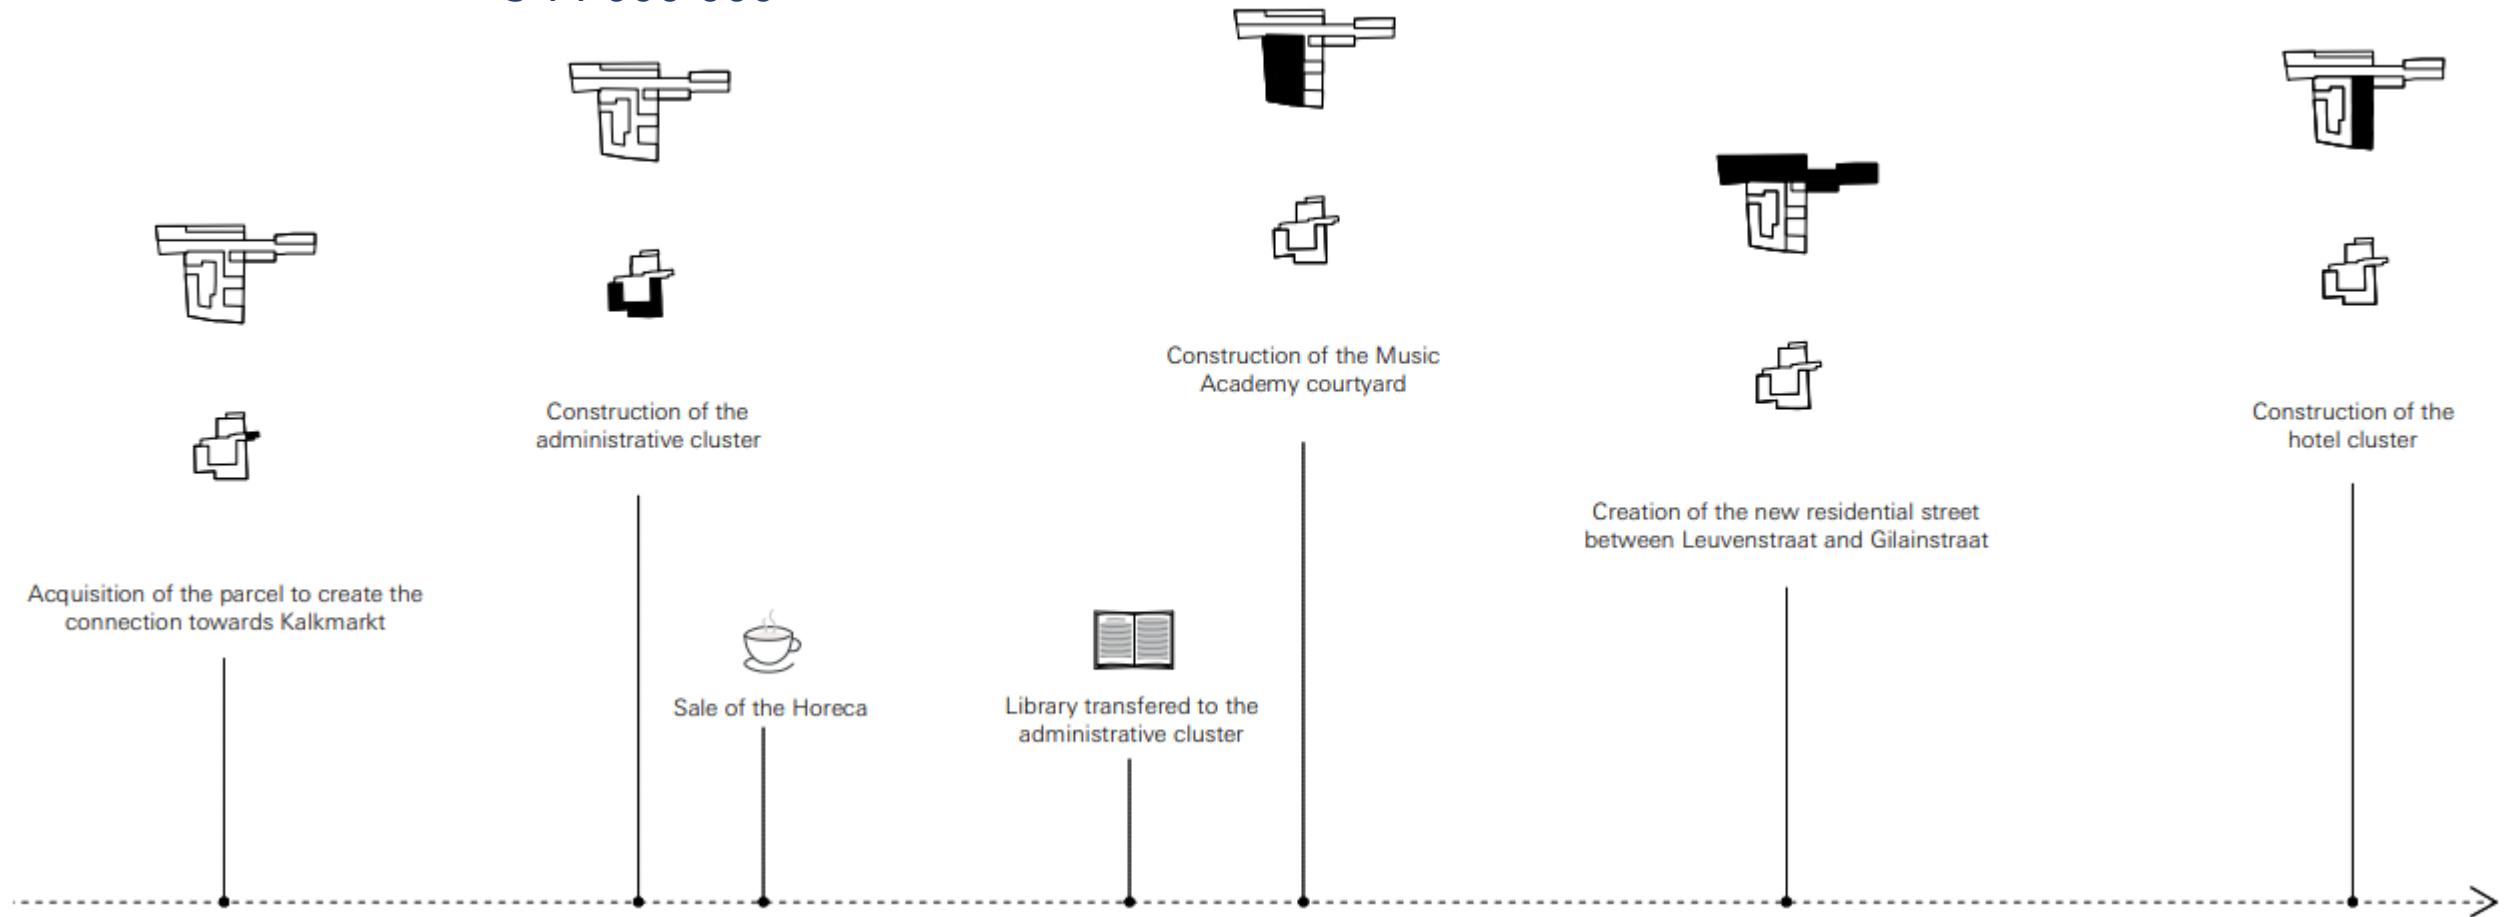 Construction of the Music
Academy courtyard
Construction of the
administrative cluster
Construction of the
hotel cluster
Creation of the new residential street
between Leuvenstraat and Gilainstraat
Acquisition of the parcel to create the
connection towards Kalkmarkt
Sale of the Horeca
Library transfered to the
administrative cluster